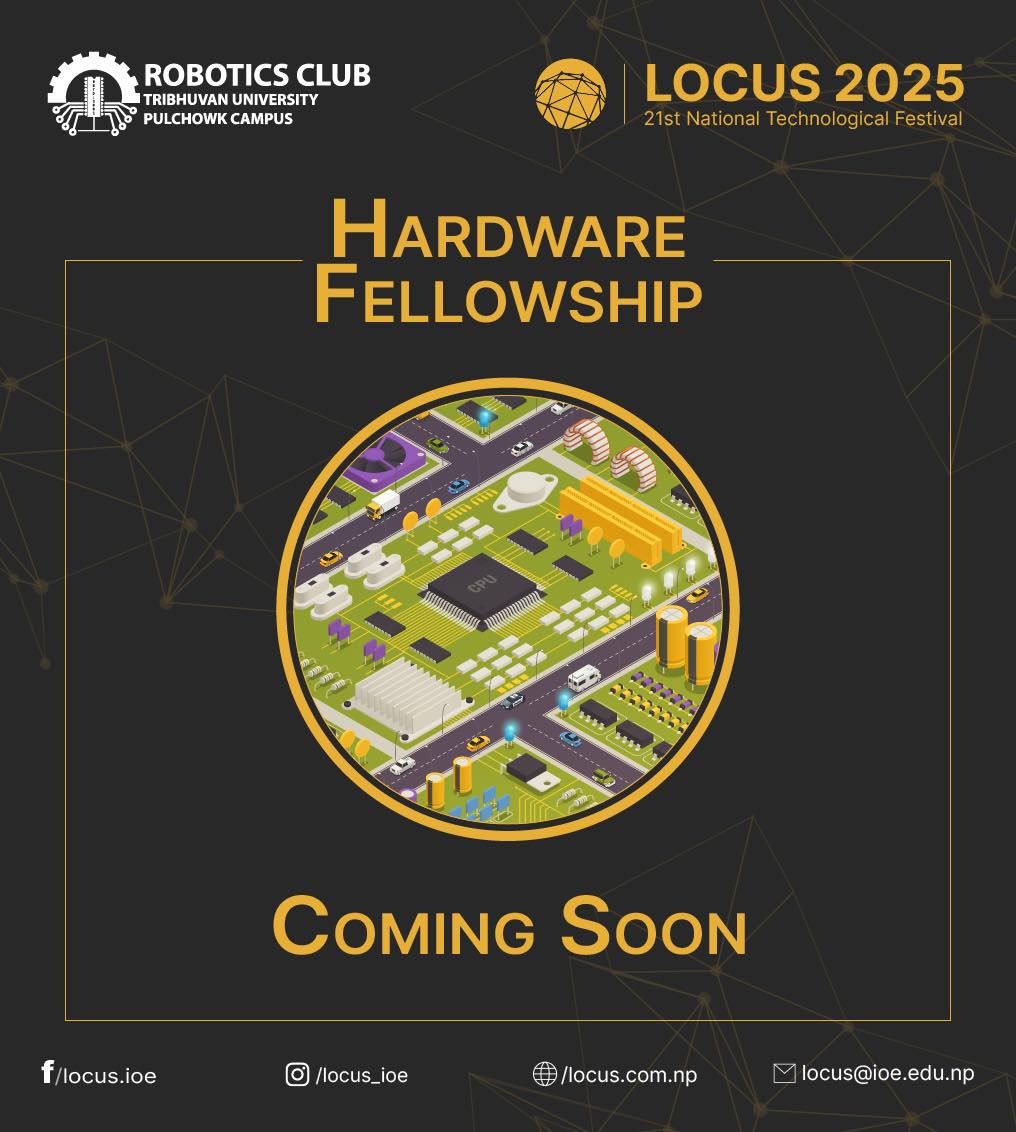 ROBOTICS CLUB
TRIBHUVAN UNIVERSITY
PULCHOWK CAMPUS
LOCUS 2025
21st National Technological Festival
HARDWARE
FELLOWSHIP
CPU
COMING SOON
/locus.ioe
/locus_ioe
/locus.com.np
locus@ioe.edu.np